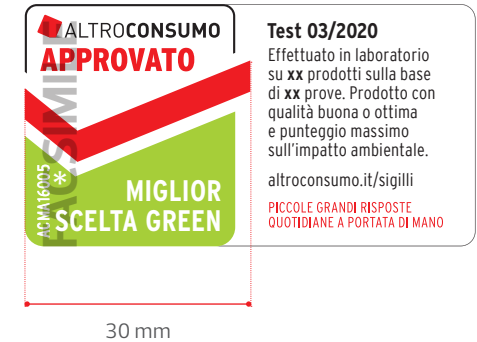 ALTROCONSUMO
APPROVATO
FAC SIMILE
ACMA16005
*
MIGLIOR
SCELTA GREEN
Test 03/2020
Effettuato in laboratorio
su xx prodotti sulla base
di xx prove. Prodotto con
qualità buona o ottima
e punteggio massimo
sull'impatto ambientale.
altroconsumo.it/sigilli
PICCOLE GRANDI RISPOSTE
QUOTIDIANE A PORTATA DI MANO
30 mm